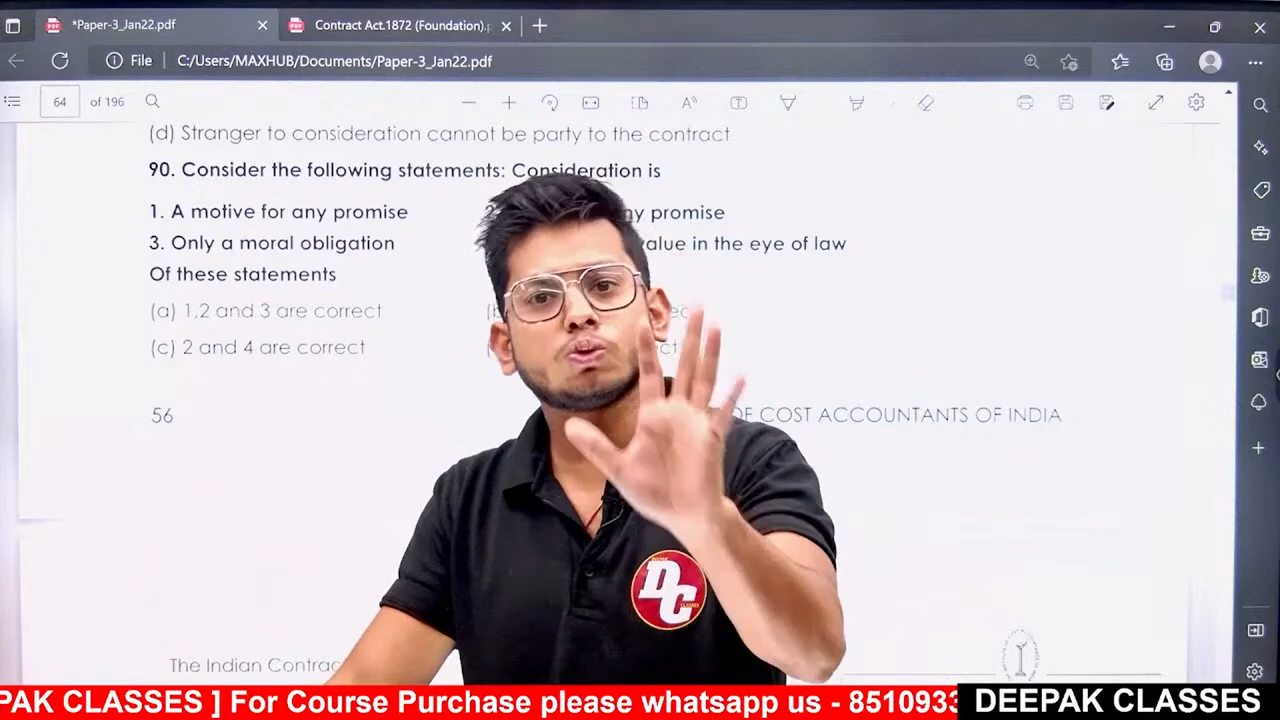 *Paper-3_Jan22.pdf Contract Act.1872 (Foundation).
File C:/Users/MAXHUB/Documents/Paper-3_Jan22.pdf
64 of 196
(d) Stranger to consideration cannot be party to the contract
90. Consider the following statements: Consideration is
1. A motive for any promise any promise
3. Only a moral obligation value in the eye of law
Of these statements
(a) 1,2 and 3 are correct
(c) 2 and 4 are correct
56 OF COST ACCOUNTANTS OF INDIA
The Indian
DC
CLASSES
PAK CLASSES ] For Course Purchase please whatsapp us - 851093 DEEPAK CLASSES